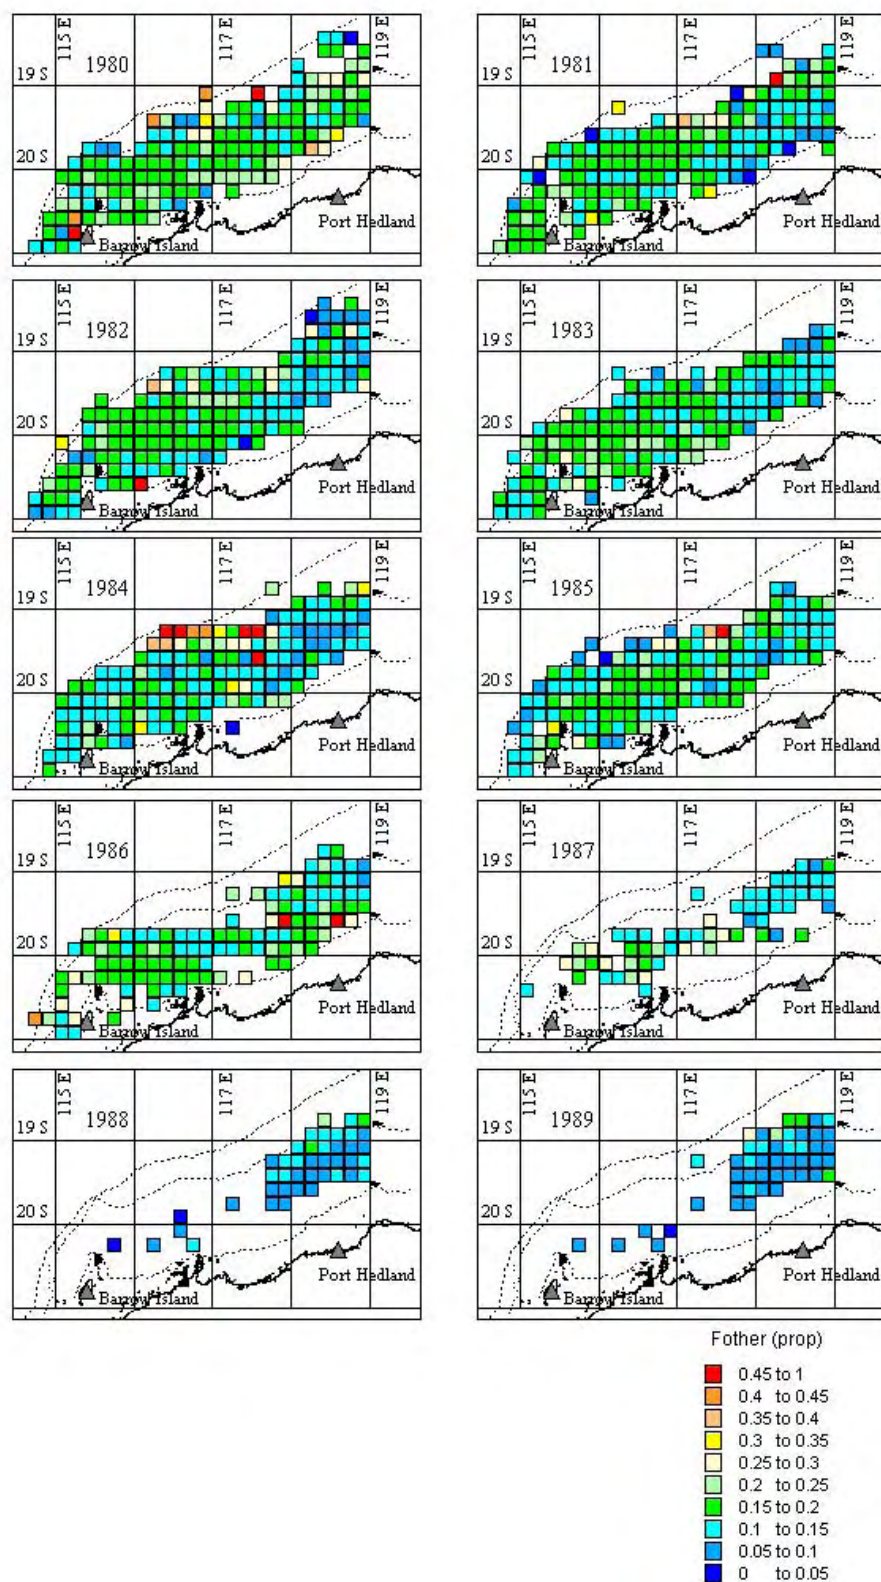 115 E
117 E
119 E
19 S
1980
20 S
Port Hedland
Barrow Island
115 E
117 E
119 E
19 S
1981
20 S
Port Hedland
Barrow Island
115 E
117 E
119 E
19 S
1982
20 S
Port Hedland
Barrow Island
115 E
117 E
119 E
19 S
1983
20 S
Port Hedland
Barrow Island
115 E
117 E
119 E
19 S
1984
20 S
Port Hedland
Barrow Island
115 E
117 E
119 E
19 S
1985
20 S
Port Hedland
Barrow Island
115 E
117 E
119 E
19 S
1986
20 S
Port Hedland
Barrow Island
115 E
117 E
119 E
19 S
1987
20 S
Port Hedland
Barrow Island
115 E
117 E
119 E
19 S
1988
20 S
Port Hedland
Barrow Island
115 E
117 E
119 E
19 S
1989
20 S
Port Hedland
Barrow Island
Fother (prop)
0.45 to 1
0.4 to 0.45
0.35 to 0.4
0.3 to 0.35
0.25 to 0.3
0.2 to 0.25
0.15 to 0.2
0.1 to 0.15
0.05 to 0.1
0 to 0.05